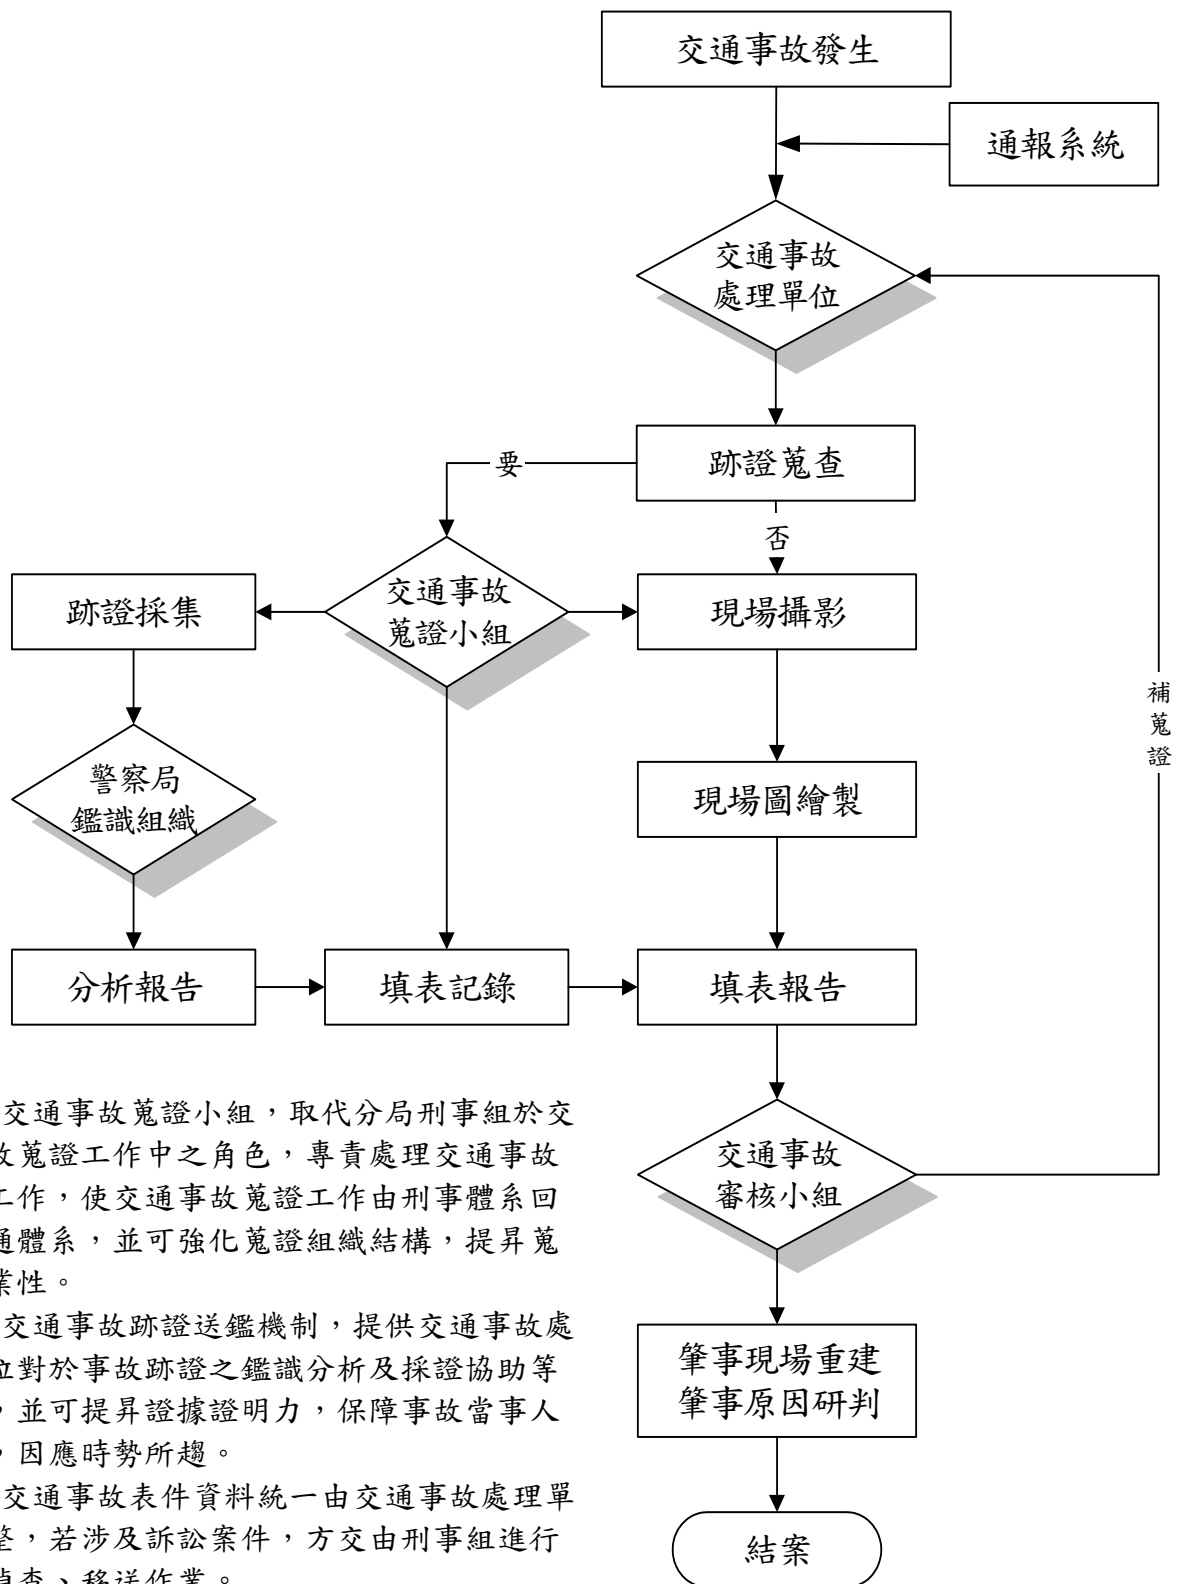 交通事故發生
通報系統
交通事故
處理單位
跡證蒐查
要
否
跡證採集
交通事故
蒐證小組
現場攝影
補蒐證
警察局
鑑識組織
現場圖繪製
分析報告
填表記錄
填表報告
交通事故
審核小組
肇事現場重建
肇事原因研判
結案
交通事故蒐證小組，取代分局刑事組於交
故蒐證工作中之角色，專責處理交通事故
工作，使交通事故蒐證工作由刑事體系回
通體系，並可強化蒐證組織結構，提昇蒐
業性。
交通事故跡證送鑑機制，提供交通事故處
位對於事故跡證之鑑識分析及採證協助等
，並可提昇證據證明力，保障事故當事人
，因應時勢所趨。
交通事故表件資料統一由交通事故處理單
整，若涉及訴訟案件，方交由刑事組進行
偵查、移送作業。